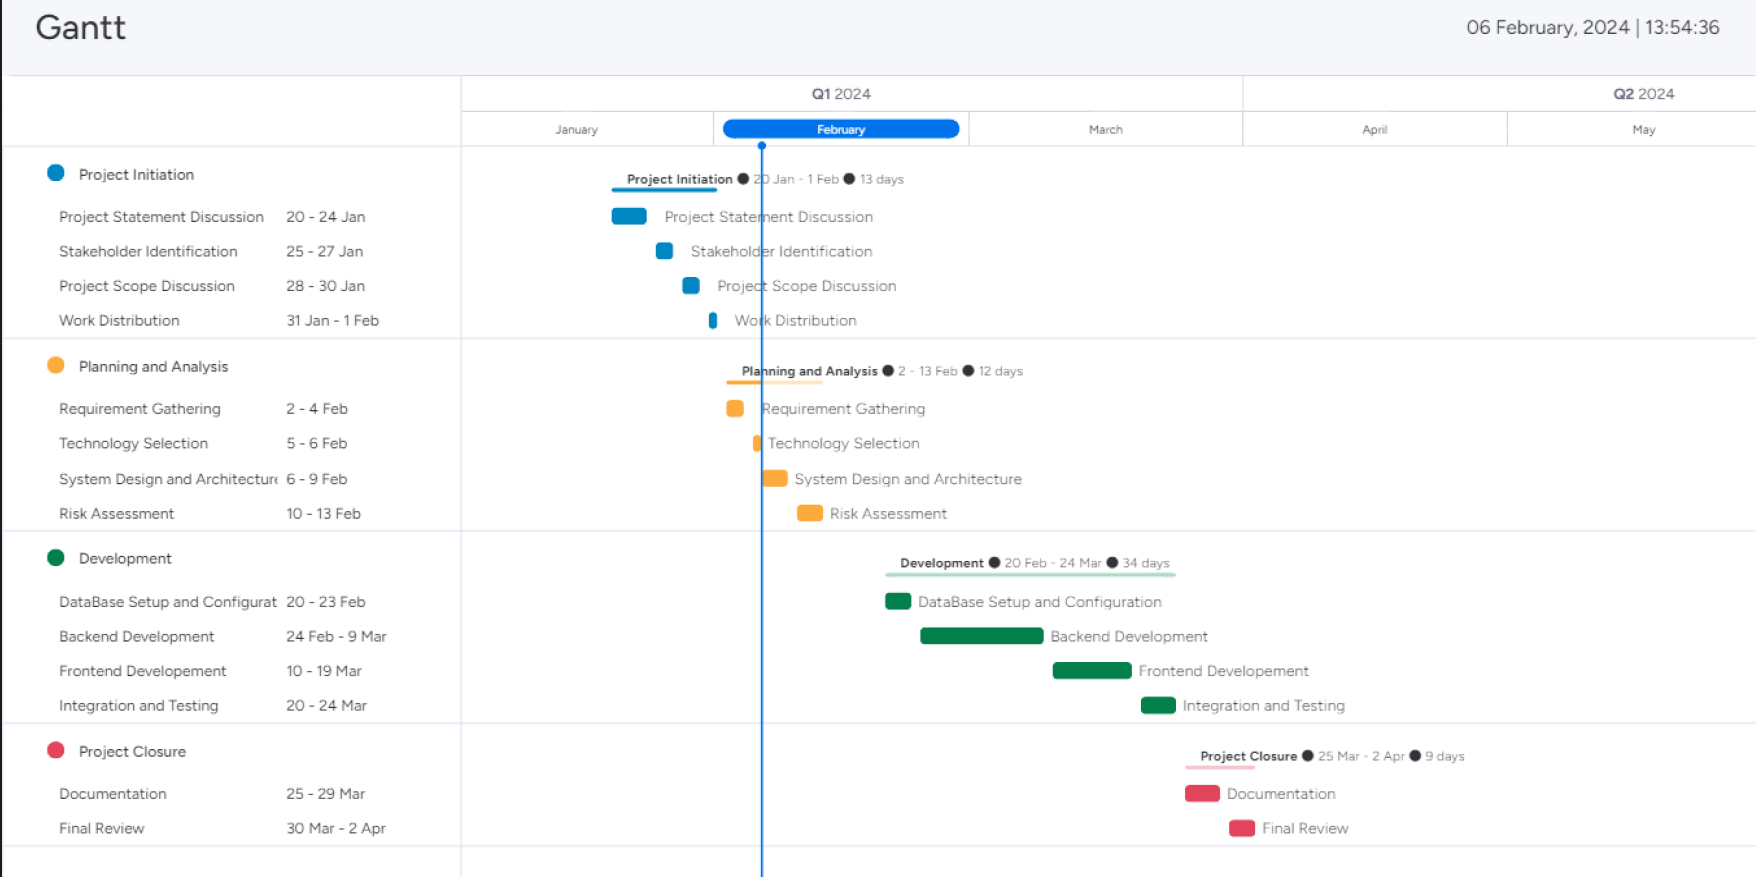 Gantt
06 February, 2024 | 13:54:36
Q1 2024 Q2 2024
January February March April May
Project Initiation
Project Initiation ● 20 Jan - 1 Feb ● 13 days
Project Statement Discussion 20 - 24 Jan Project Statement Discussion
Stakeholder Identification 25 - 27 Jan Stakeholder Identification
Project Scope Discussion 28 - 30 Jan Project Scope Discussion
Work Distribution 31 Jan - 1 Feb Work Distribution
Planning and Analysis
Planning and Analysis ● 2 - 13 Feb ● 12 days
Requirement Gathering 2 - 4 Feb Requirement Gathering
Technology Selection 5 - 6 Feb Technology Selection
System Design and Architecture 6 - 9 Feb System Design and Architecture
Risk Assessment 10 - 13 Feb Risk Assessment
Development
Development ● 20 Feb - 24 Mar ● 34 days
DataBase Setup and Configurat 20 - 23 Feb DataBase Setup and Configuration
Backend Development 24 Feb - 9 Mar Backend Development
Frontend Developement 10 - 19 Mar Frontend Developement
Integration and Testing 20 - 24 Mar Integration and Testing
Project Closure
Project Closure ● 25 Mar - 2 Apr ● 9 days
Documentation 25 - 29 Mar Documentation
Final Review 30 Mar - 2 Apr Final Review